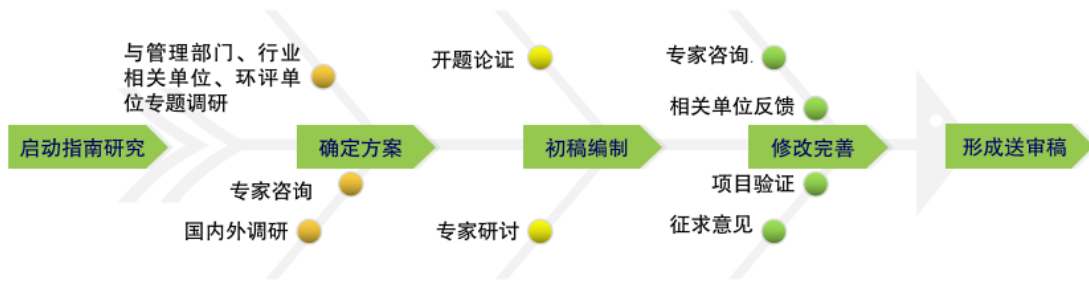 与管理部门、行业
相关单位、环评单
位专题调研
开题论证
专家咨询.
相关单位反馈
启动指南研究
确定方案
初稿编制
修改完善
形成送审稿
专家咨询
项目验证
国内外调研
专家研讨
征求意见